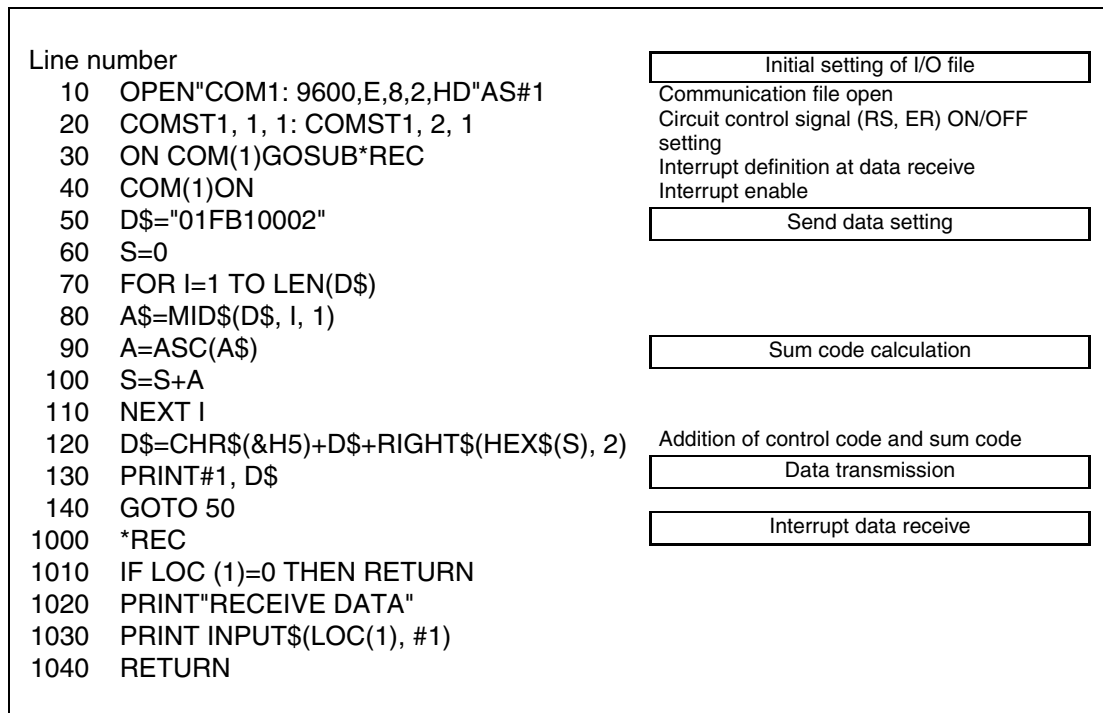 Line number
Initial setting of I/O file
10 OPEN"COM1: 9600,E,8,2,HD"AS#1
Communication file open
20 COMST1, 1, 1: COMST1, 2, 1
Circuit control signal (RS, ER) ON/OFF
setting
30 ON COM(1)GOSUB*REC
Interrupt definition at data receive
40 COM(1)ON
Interrupt enable
50 D$="01FB10002"
Send data setting
60 S=0
70 FOR I=1 TO LEN(D$)
80 A$=MID$(D$, I, 1)
90 A=ASC(A$)
Sum code calculation
100 S=S+A
110 NEXT I
120 D$=CHR$(&H5)+D$+RIGHT$(HEX$(S), 2)
Addition of control code and sum code
130 PRINT#1, D$
Data transmission
140 GOTO 50
1000 *REC
Interrupt data receive
1010 IF LOC (1)=0 THEN RETURN
1020 PRINT"RECEIVE DATA"
1030 PRINT INPUT$(LOC(1), #1)
1040 RETURN